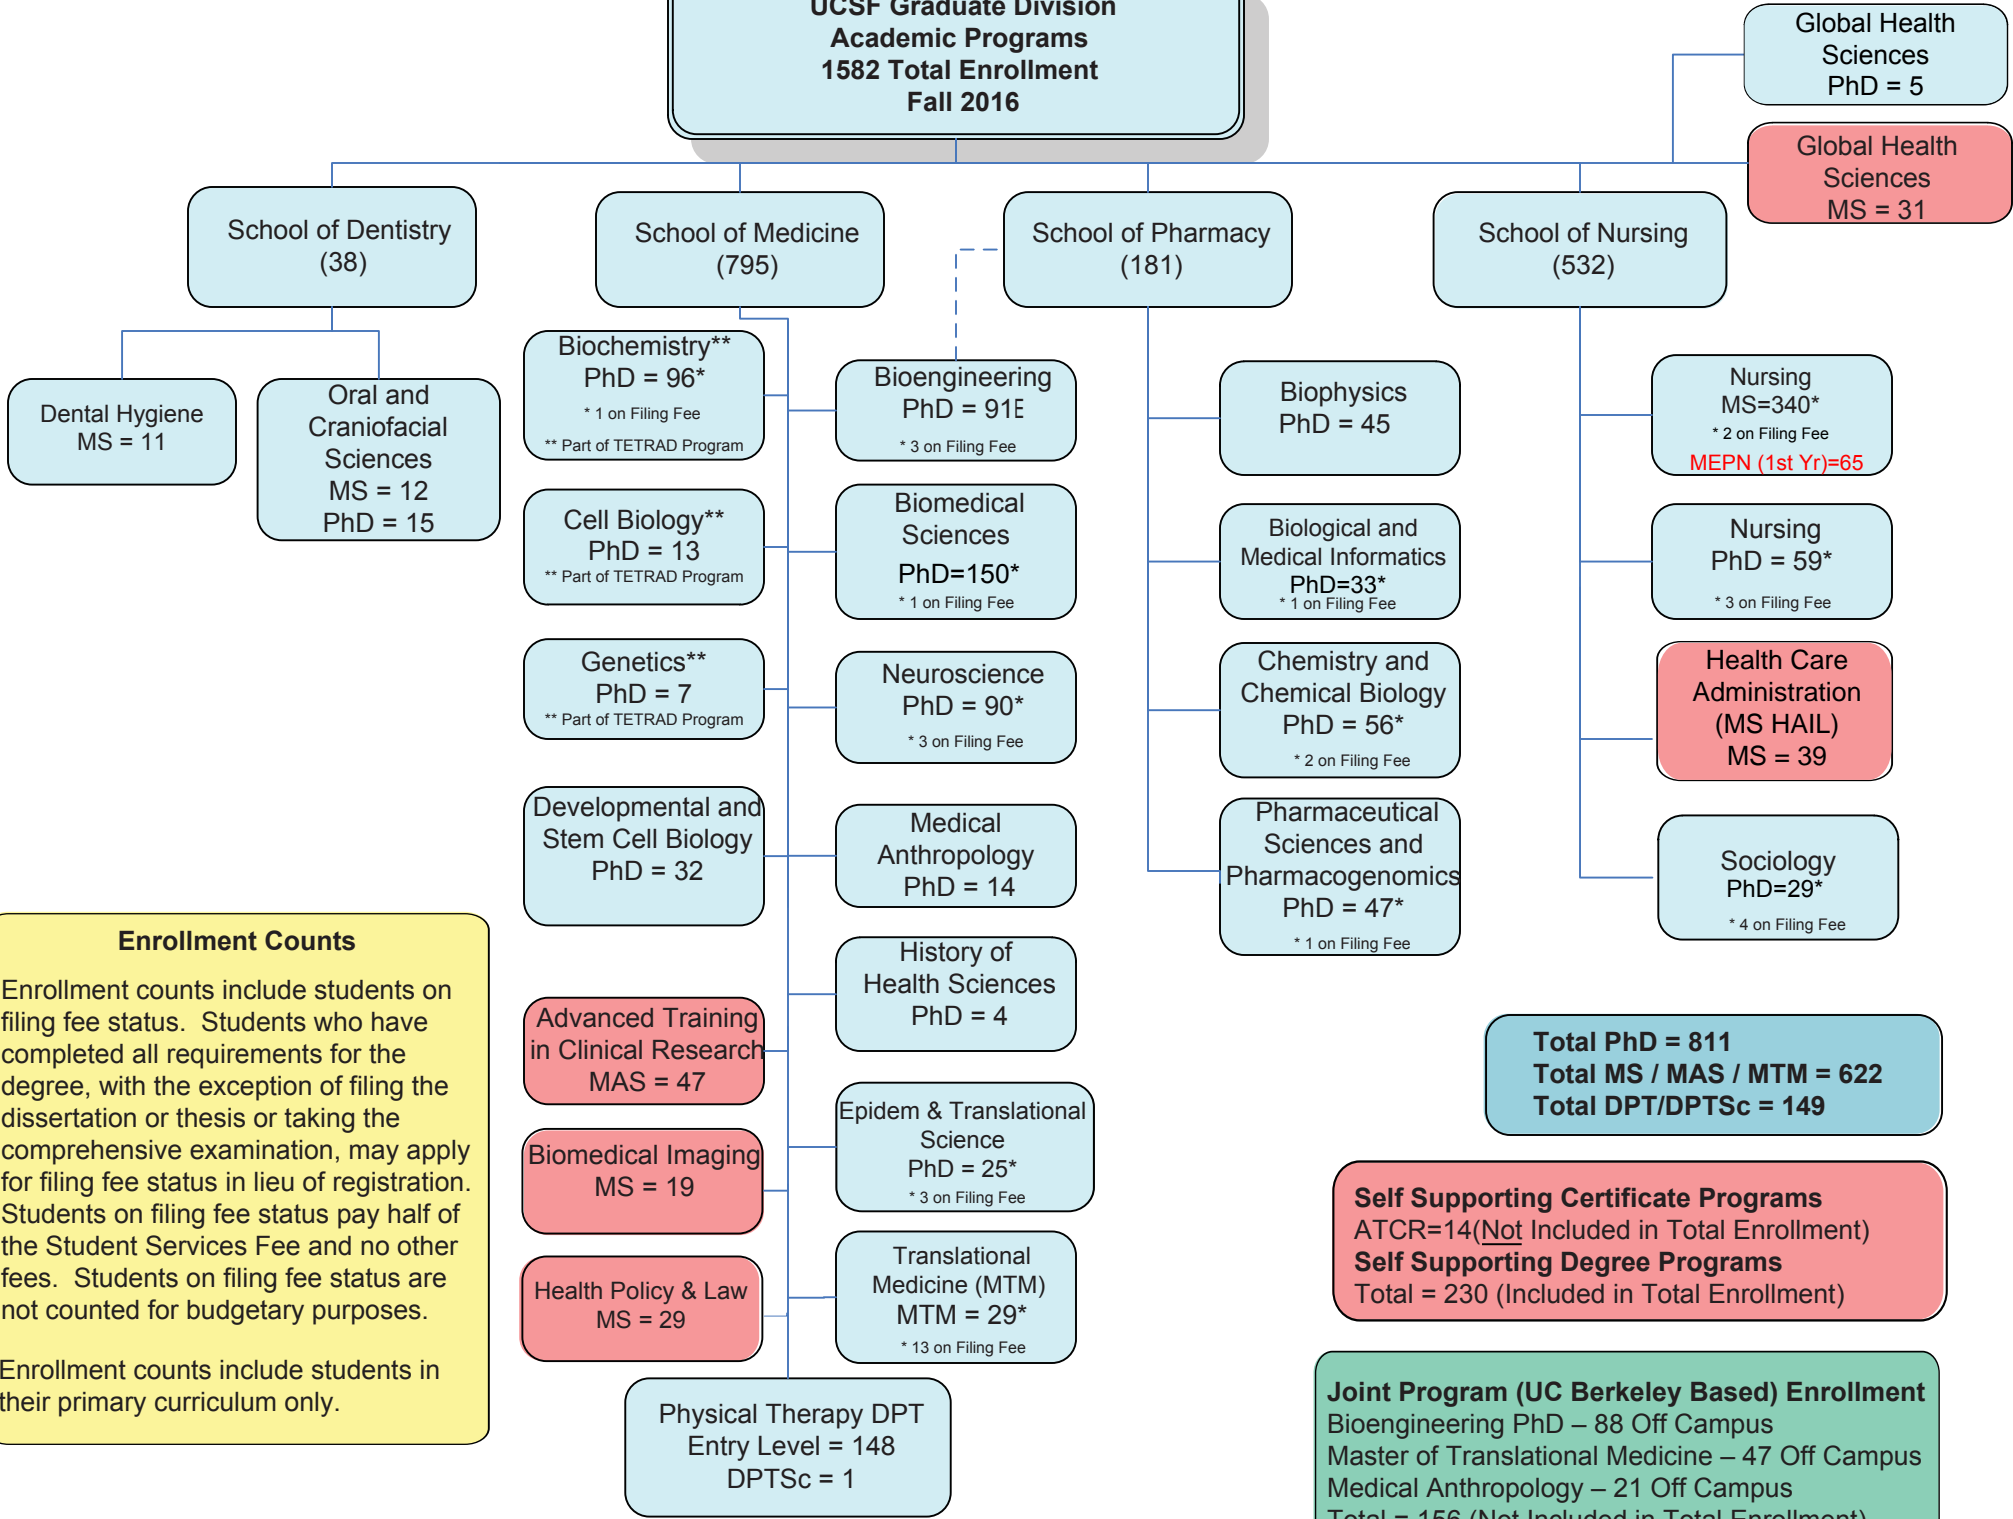 UCSF Graduate Division
Academic Programs
1582 Total Enrollment
Fall 2016
Global Health
Sciences
PhD = 5
Global Health
Sciences
MS = 31
School of Dentistry
(38)
School of Medicine
(795)
School of Pharmacy
(181)
School of Nursing
(532)
Dental Hygiene
MS = 11
Oral and
Craniofacial
Sciences
MS = 12
PhD = 15
Biochemistry**
PhD = 96*
* 1 on Filing Fee
** Part of TETRAD Program
Cell Biology**
PhD = 13
** Part of TETRAD Program
Genetics**
PhD = 7
** Part of TETRAD Program
Developmental and
Stem Cell Biology
PhD = 32
Advanced Training
in Clinical Research
MAS = 47
Biomedical Imaging
MS = 19
Health Policy & Law
MS = 29
Bioengineering
PhD = 91E
* 3 on Filing Fee
Biomedical
Sciences
PhD=150*
* 1 on Filing Fee
Neuroscience
PhD = 90*
* 3 on Filing Fee
Medical
Anthropology
PhD = 14
History of
Health Sciences
PhD = 4
Epidem & Translational
Science
PhD = 25*
* 3 on Filing Fee
Translational
Medicine (MTM)
MTM = 29*
* 13 on Filing Fee
Physical Therapy DPT
Entry Level = 148
DPTSc = 1
Biophysics
PhD = 45
Biological and
Medical Informatics
PhD=33*
* 1 on Filing Fee
Chemistry and
Chemical Biology
PhD = 56*
* 2 on Filing Fee
Pharmaceutical
Sciences and
Pharmacogenomics
PhD = 47*
* 1 on Filing Fee
Nursing
MS=340*
* 2 on Filing Fee
MEPN (1st Yr)=65
Nursing
PhD = 59*
* 3 on Filing Fee
Health Care
Administration
(MS HAIL)
MS = 39
Sociology
PhD=29*
* 4 on Filing Fee
Enrollment Counts
Enrollment counts include students on
filing fee status.  Students who have
completed all requirements for the
degree, with the exception of filing the
dissertation or thesis or taking the
comprehensive examination, may apply
for filing fee status in lieu of registration.
Students on filing fee status pay half of
the Student Services Fee and no other
fees.  Students on filing fee status are
not counted for budgetary purposes.
Enrollment counts include students in
their primary curriculum only.
Total PhD = 811
Total MS / MAS / MTM = 622
Total DPT/DPTSc = 149
Self Supporting Certificate Programs
ATCR=14(Not Included in Total Enrollment)
Self Supporting Degree Programs
Total = 230 (Included in Total Enrollment)
Joint Program (UC Berkeley Based) Enrollment
Bioengineering PhD – 88 Off Campus
Master of Translational Medicine – 47 Off Campus
Medical Anthropology – 21 Off Campus
Total = 156 (Not Included in Total Enrollment)